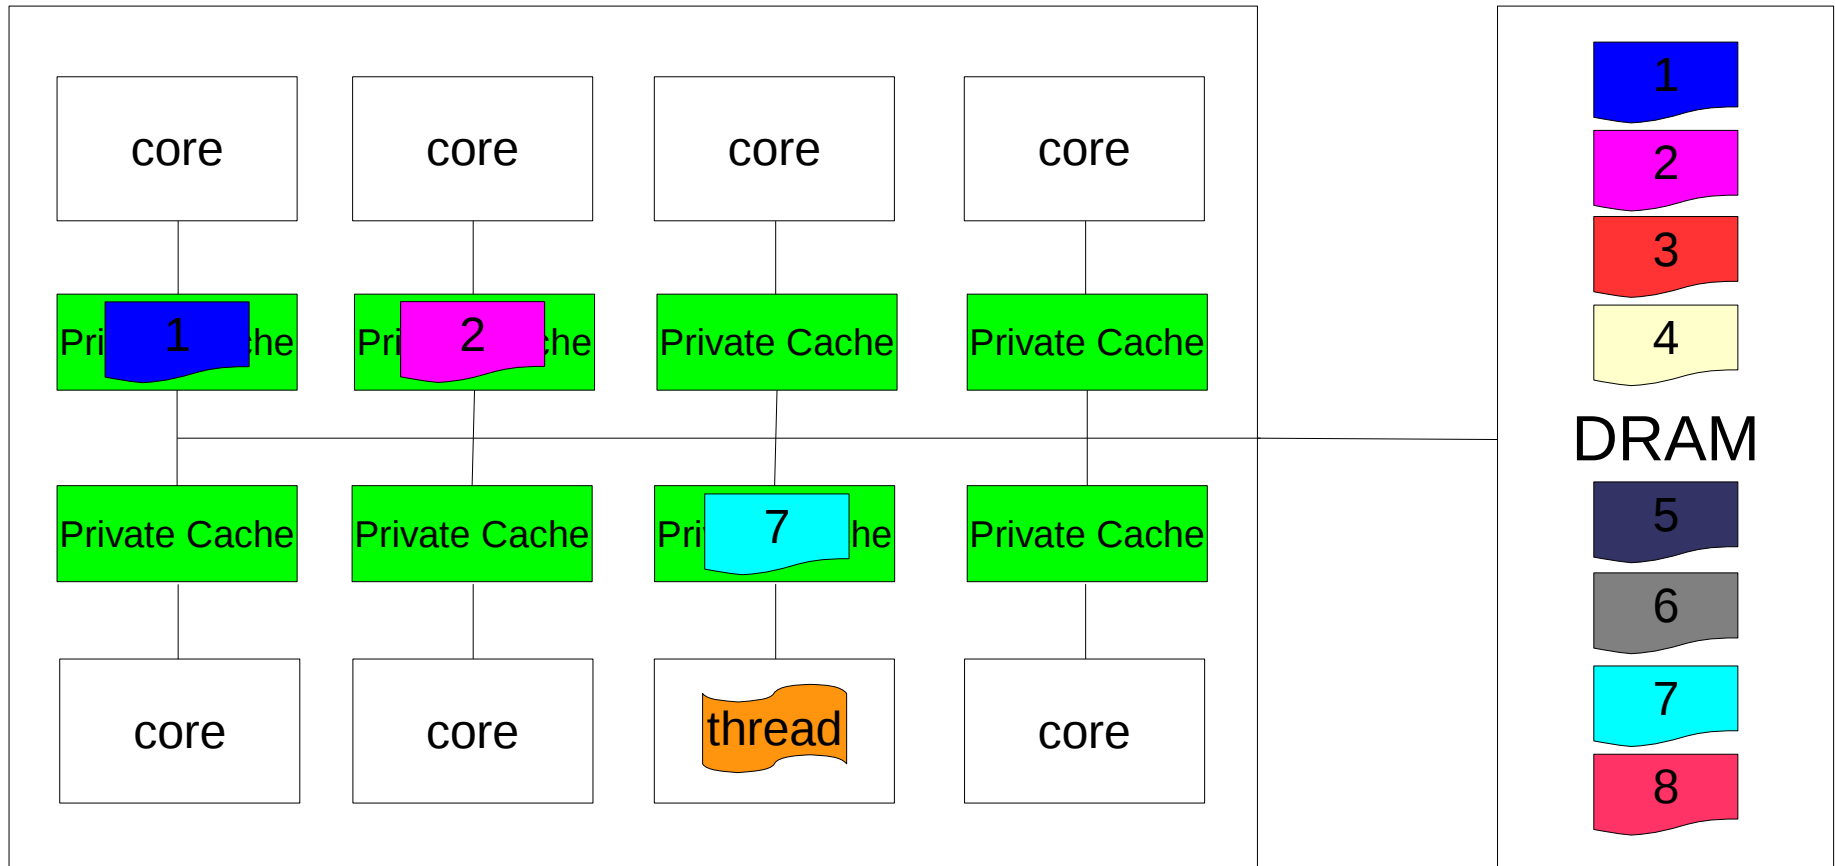 core
core
core
core
Pri 1 he
Pri 2 he
Private Cache
Private Cache
Private Cache
Private Cache
Pri 7 he
Private Cache
core
core
thread
core
1
2
3
4
DRAM
5
6
7
8